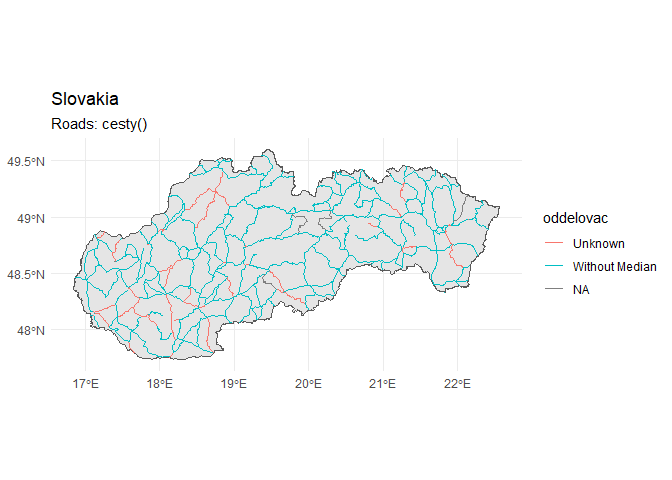 Slovakia
Roads: cesty()
49.5°N
49°N
48.5°N
48°N
17°E
18°E
19°E
20°E
21°E
22°E
oddelovac
Unknown
Without Median
NA